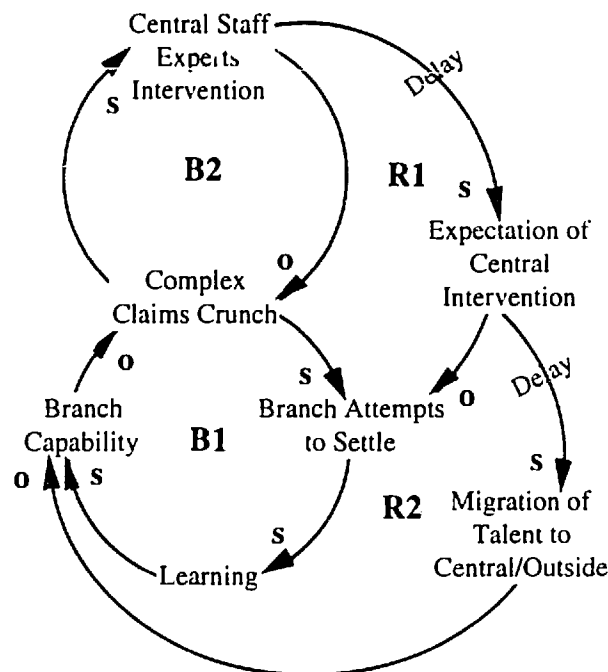 Central Staff
Experts
Intervention
Delay
s
B2
R1
s
Expectation of
Central
Intervention
o
Complex
Claims Crunch
o
s
Delay
o
Branch
Capability
B1
Branch Attempts
to Settle
o
s
s
R2
s
Migration of
Talent to
Central/Outside
Learning